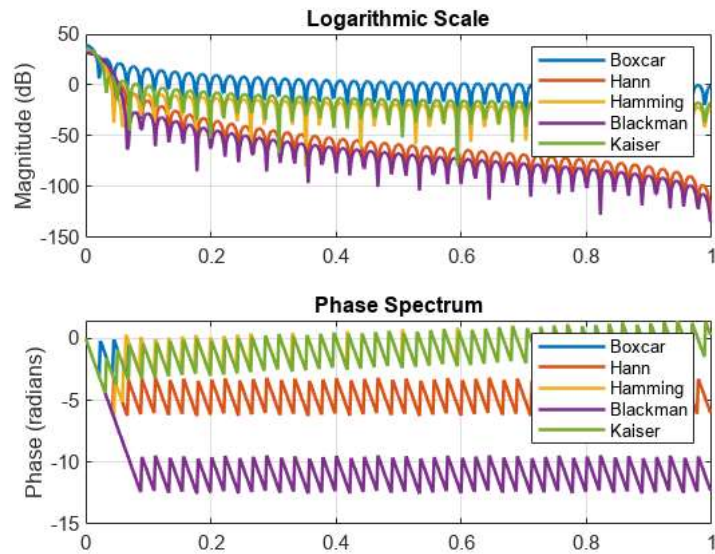 Logarithmic Scale
Magnitude (dB)
50
0
-50
-100
-150
0
0.2
0.4
0.6
0.8
1
Boxcar
Hann
Hamming
Blackman
Kaiser
Phase Spectrum
Phase (radians)
0
-5
-10
-15
0
0.2
0.4
0.6
0.8
1
Boxcar
Hann
Hamming
Blackman
Kaiser